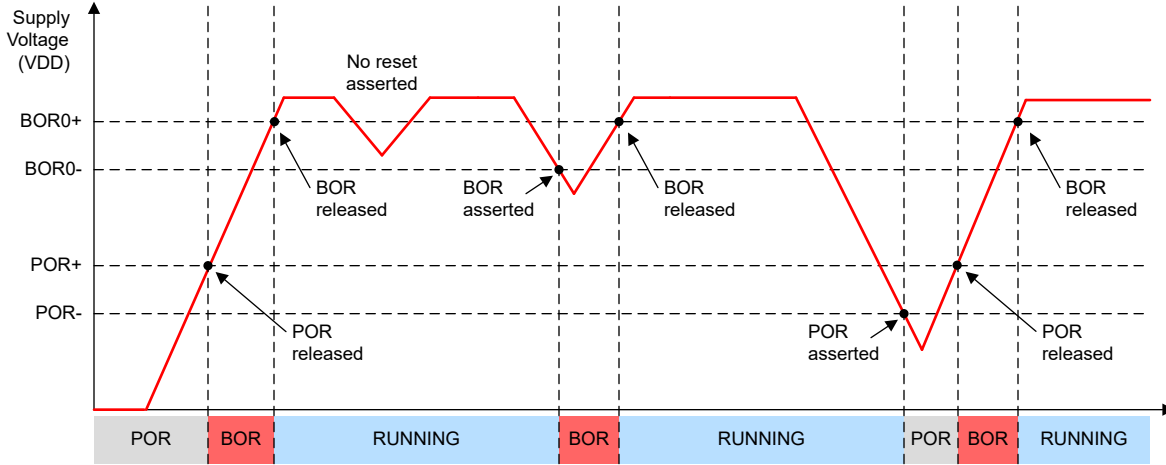 Supply
Voltage
(VDD)
No reset
asserted
BOR0+
BOR0-
BOR
released
BOR
asserted
BOR
released
BOR
released
POR+
POR-
POR
released
POR
asserted
POR
released
POR
BOR
RUNNING
BOR
RUNNING
POR
BOR
RUNNING